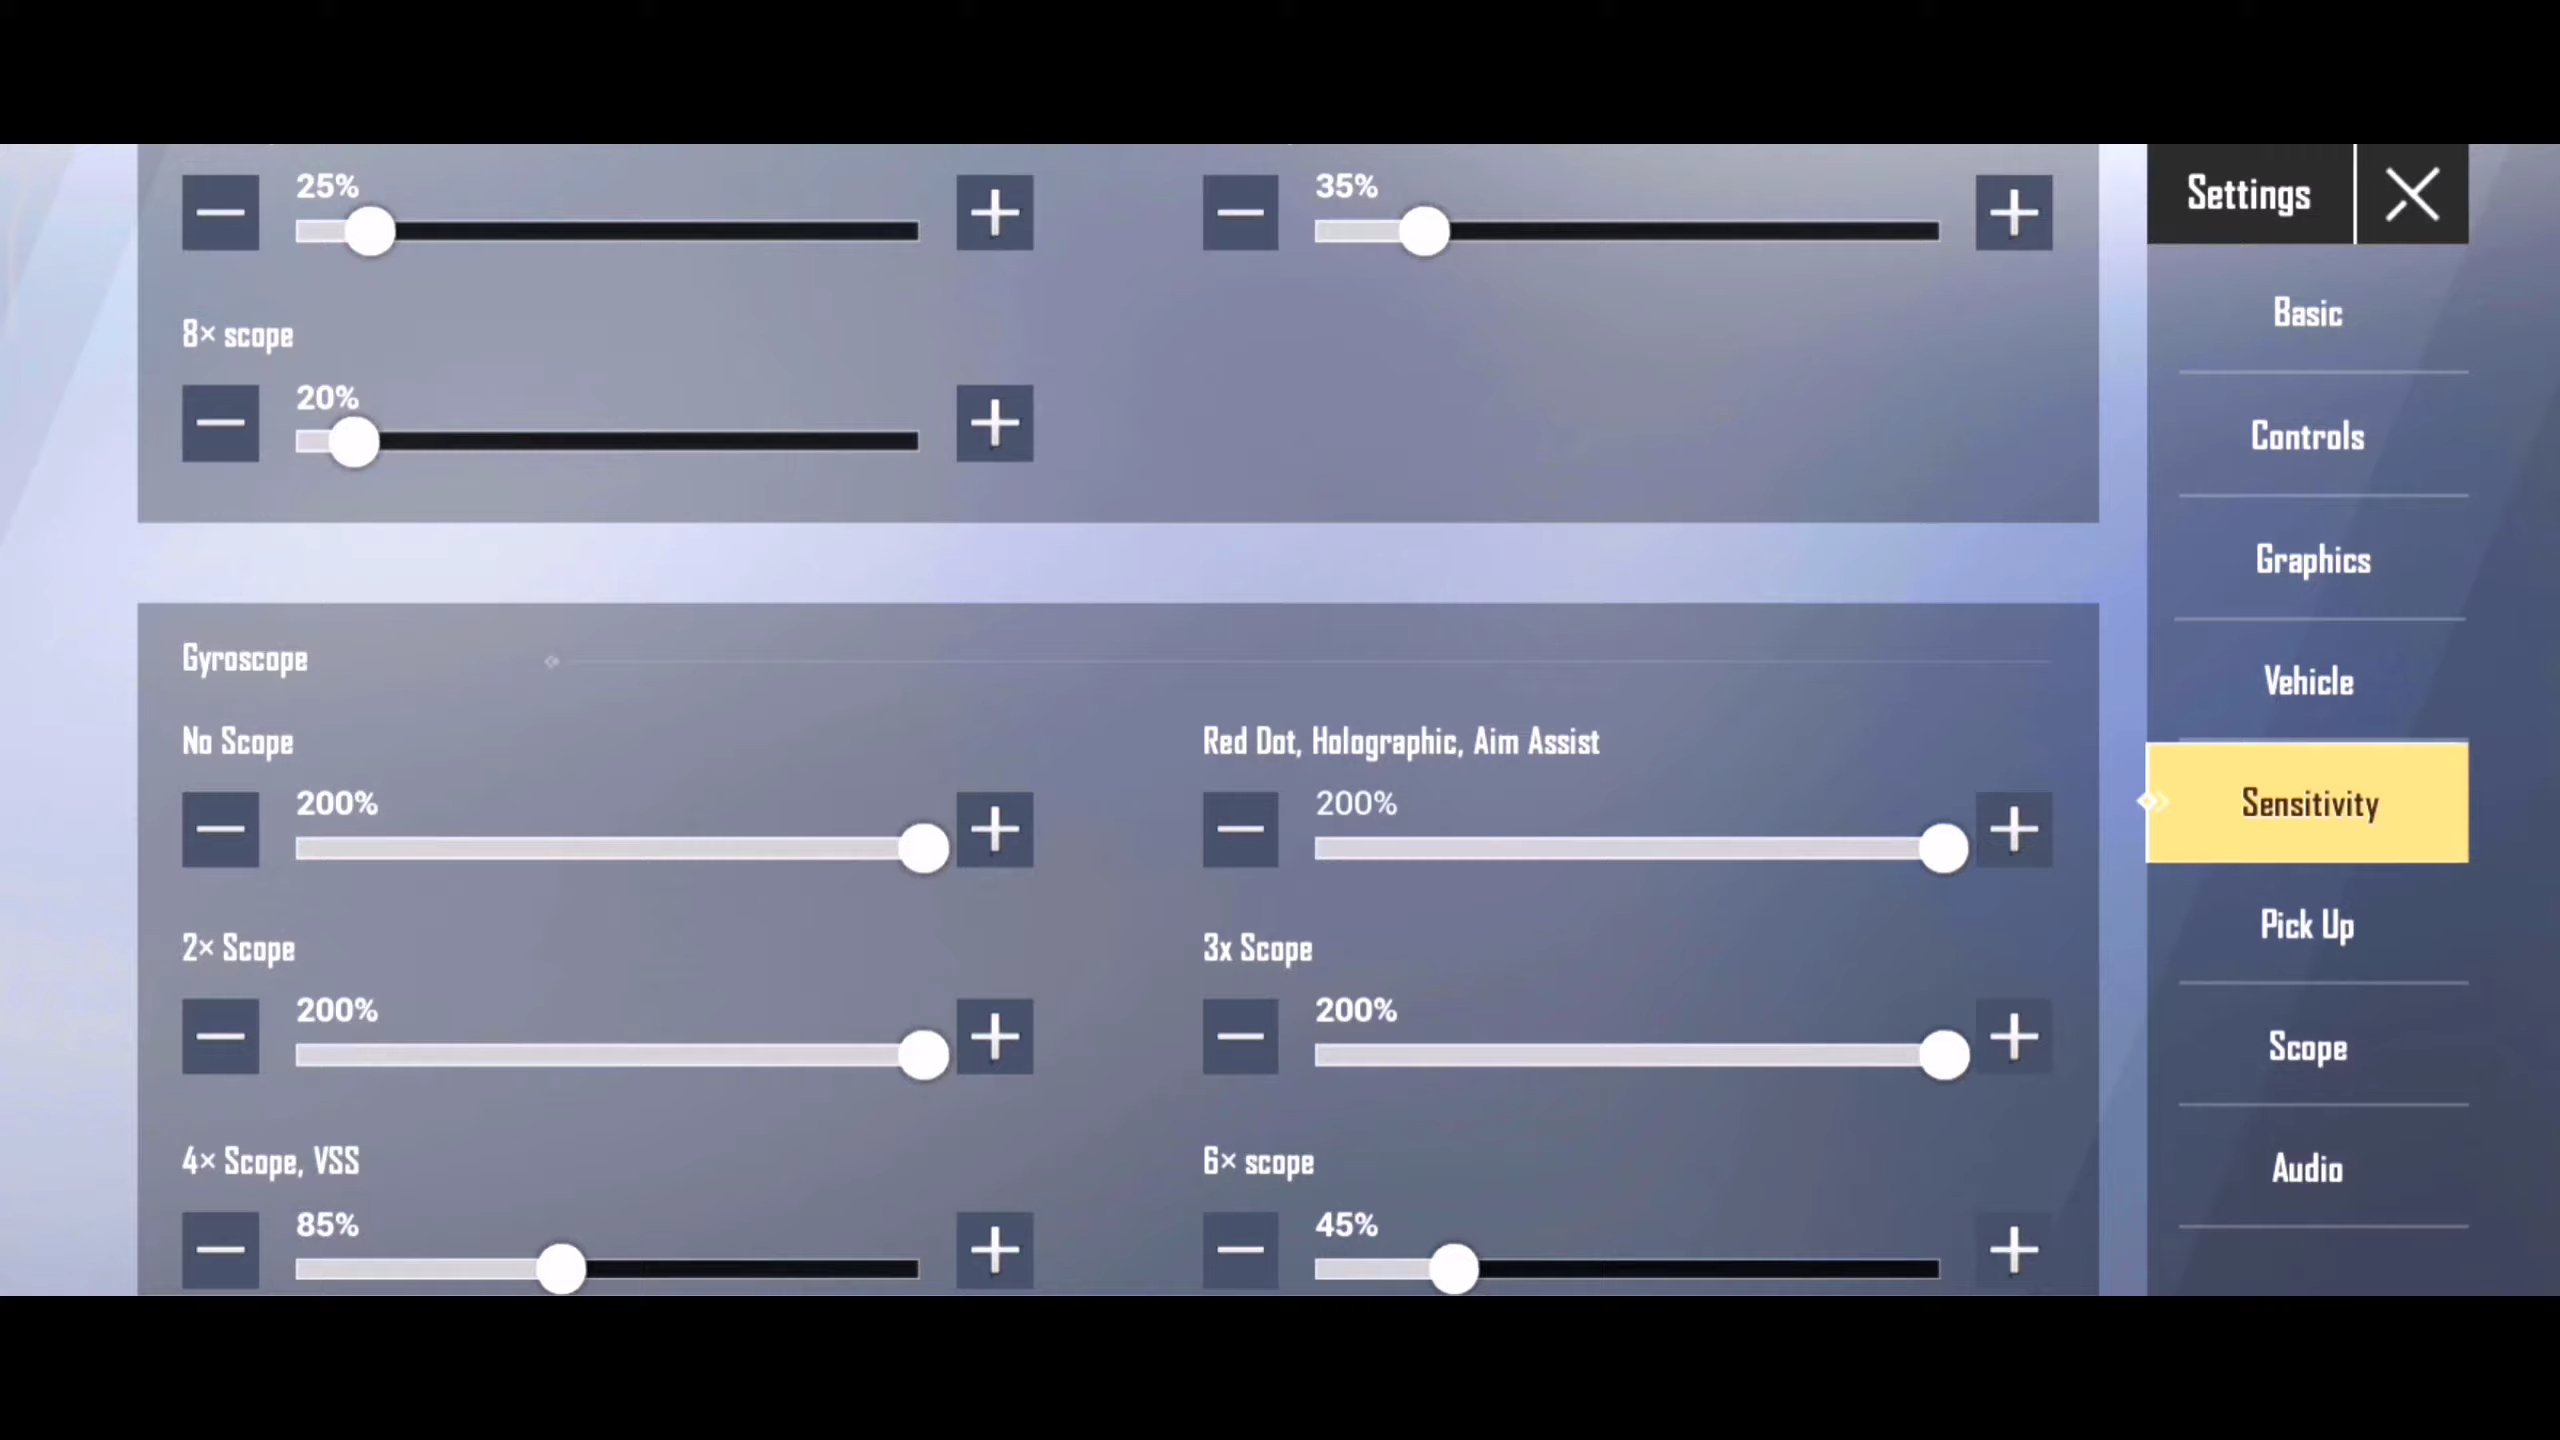 25%
35%
8× scope
20%
Gyroscope
No Scope
Red Dot, Holographic, Aim Assist
200%
200%
2× Scope
3x Scope
200%
200%
4× Scope, VSS
6× scope
85%
45%
Settings
Basic
Controls
Graphics
Vehicle
Sensitivity
Pick Up
Scope
Audio